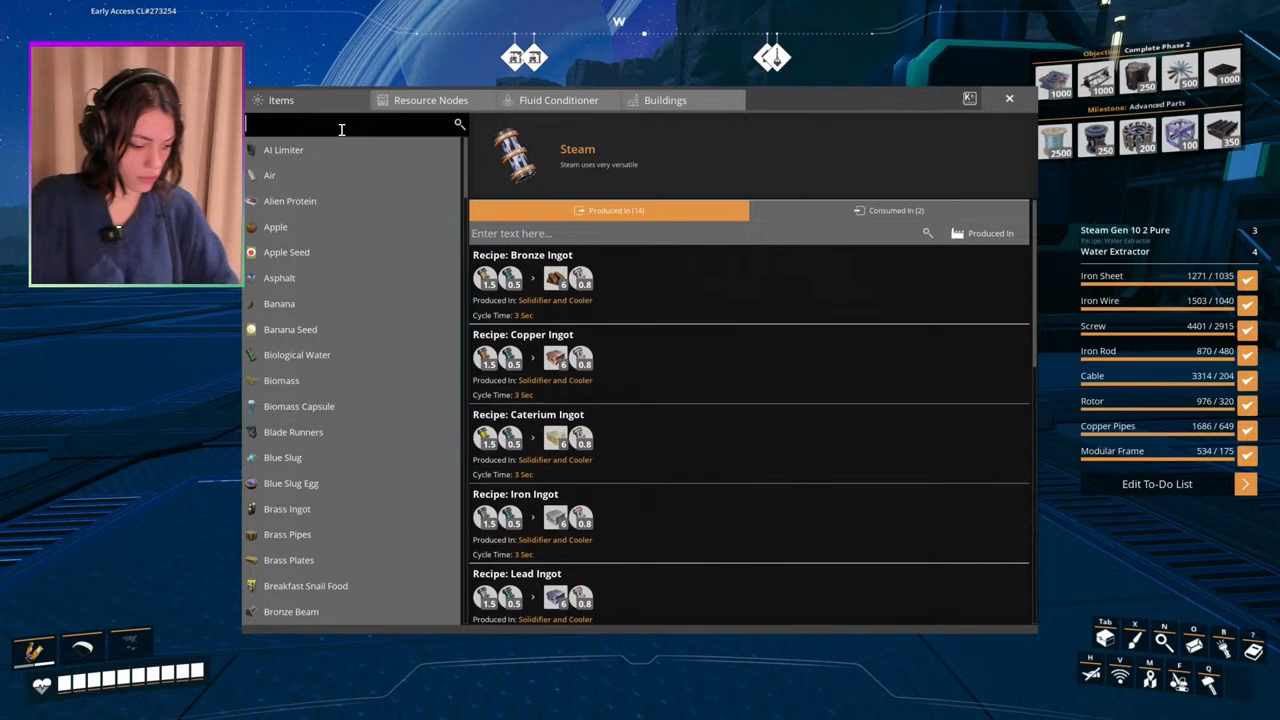 Early Access CL#273254
W
Objective: Complete Phase 2
1000 1000 250 500 1000
Milestone: Advanced Parts
2500 250 200 100 350
Items
Resource Nodes
Fluid Conditioner
Buildings
K+
AI Limiter
Air
Alien Protein
Apple
Apple Seed
Asphalt
Banana
Banana Seed
Biological Water
Biomass
Biomass Capsule
Blade Runners
Blue Slug
Blue Slug Egg
Brass Ingot
Brass Pipes
Brass Plates
Breakfast Snail Food
Bronze Beam
Steam
Steam uses very versatile
Produced In (14)
Consumed In (2)
Enter text here...
Produced In
Recipe: Bronze Ingot
1.5 0.5 › 6 0.8
Produced In: Solidifier and Cooler
Cycle Time: 3 Sec
Recipe: Copper Ingot
1.5 0.5 › 6 0.8
Produced In: Solidifier and Cooler
Cycle Time: 3 Sec
Recipe: Caterium Ingot
1.5 0.5 › 6 0.8
Produced In: Solidifier and Cooler
Cycle Time: 3 Sec
Recipe: Iron Ingot
1.5 0.5 › 6 0.8
Produced In: Solidifier and Cooler
Cycle Time: 3 Sec
Recipe: Lead Ingot
1.5 0.5 › 6 0.8
Produced In: Solidifier and Cooler
Steam Gen 10 2 Pure 3
Recipe: Water Extractor
Water Extractor 4
Iron Sheet 1271 / 1035
Iron Wire 1503 / 1040
Screw 4401 / 2915
Iron Rod 870 / 480
Cable 3314 / 204
Rotor 976 / 320
Copper Pipes 1686 / 649
Modular Frame 534 / 175
Edit To-Do List
Tab X N O B ?
H V M F Q